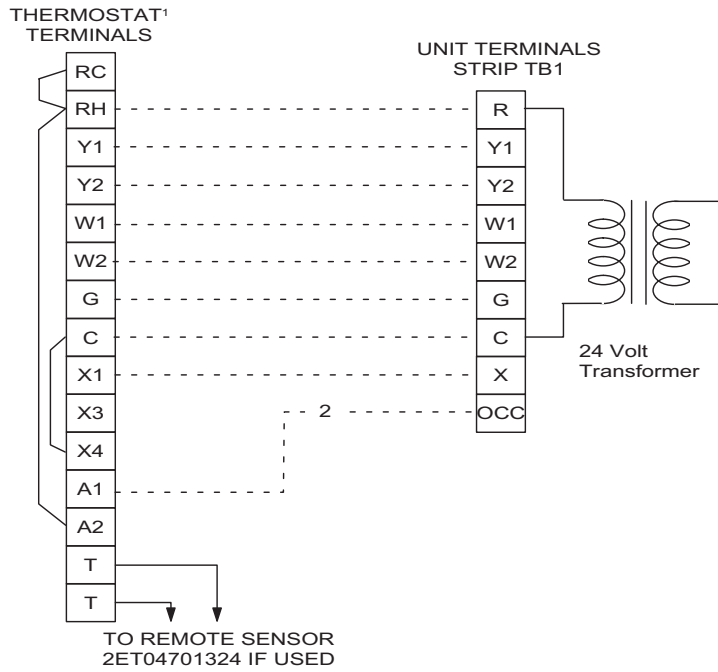 THERMOSTAT¹
TERMINALS
RC
RH
Y1
Y2
W1
W2
G
C
X1
X3
X4
A1
A2
T
T
TO REMOTE SENSOR
2ET04701324 IF USED
2
UNIT TERMINALS
STRIP TB1
R
Y1
Y2
W1
W2
G
C
X
OCC
24 Volt
Transformer